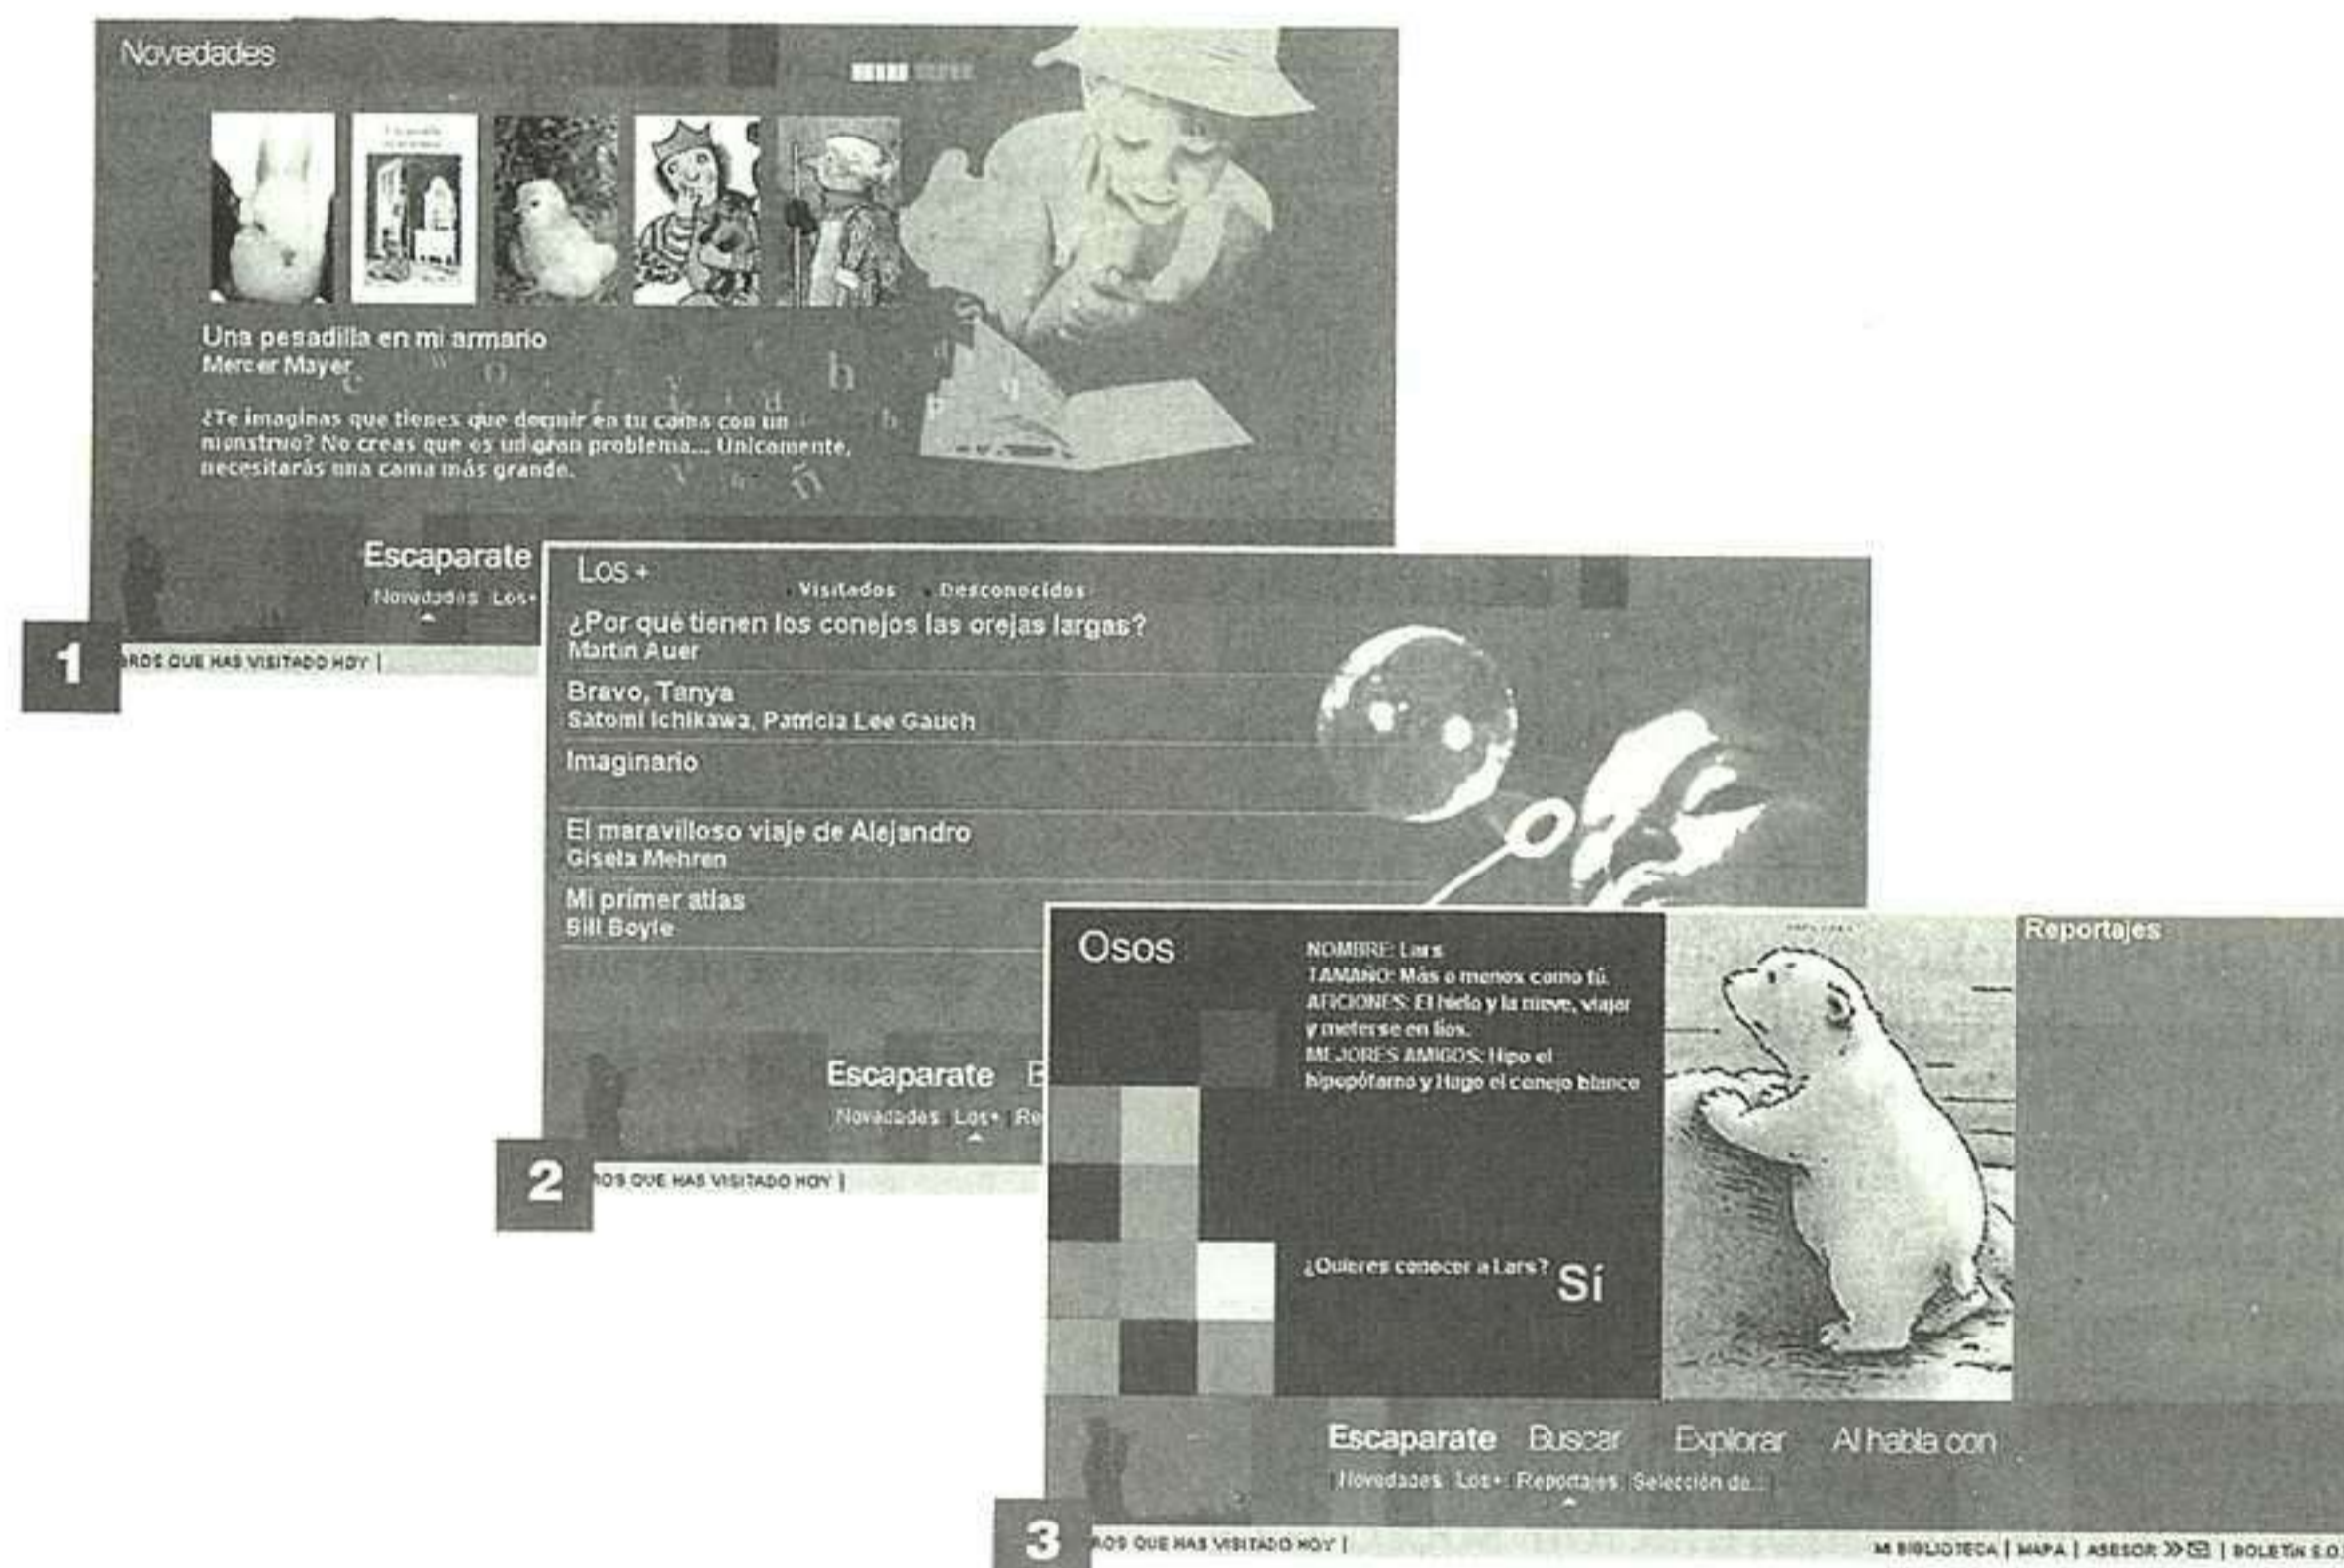 Novedades
Una pesadilla en mi armario
Mercer Mayer
¿Te imaginas que tienes que dormir en tu cama con un
monstruo? No creas que es un gran problema... Unicamente,
necesitarás una cama más grande.
Escaparate
Novedades Los+
1
ROS QUE HAS VISITADO HOY |
Los +
Visitados Desconocidos
¿Por qué tienen los conejos las orejas largas?
Martin Auer
Bravo, Tanya
Satomi Ichikawa, Patricia Lee Gauch
Imaginario
El maravilloso viaje de Alejandro
Gisela Mehren
Mi primer atlas
Bill Boyle
Escaparate
Novedades Los+ Re
2
ROS QUE HAS VISITADO HOY |
Osos
NOMBRE: Lars
TAMAÑO: Más o menos como tú.
AFICIONES: El hielo y la nieve, viajar
y meterse en líos.
MEJORES AMIGOS: Hipo el
hipopótamo y Hugo el conejo blanco
¿Quieres conocer a Lars? Sí
Reportajes
Escaparate Buscar Explorar Al habla con
Novedades Los+ Reportajes Selección de...
3
ROS QUE HAS VISITADO HOY |
MI BIBLIOTECA | MAPA | ASESOR | BOLETÍN S.O.